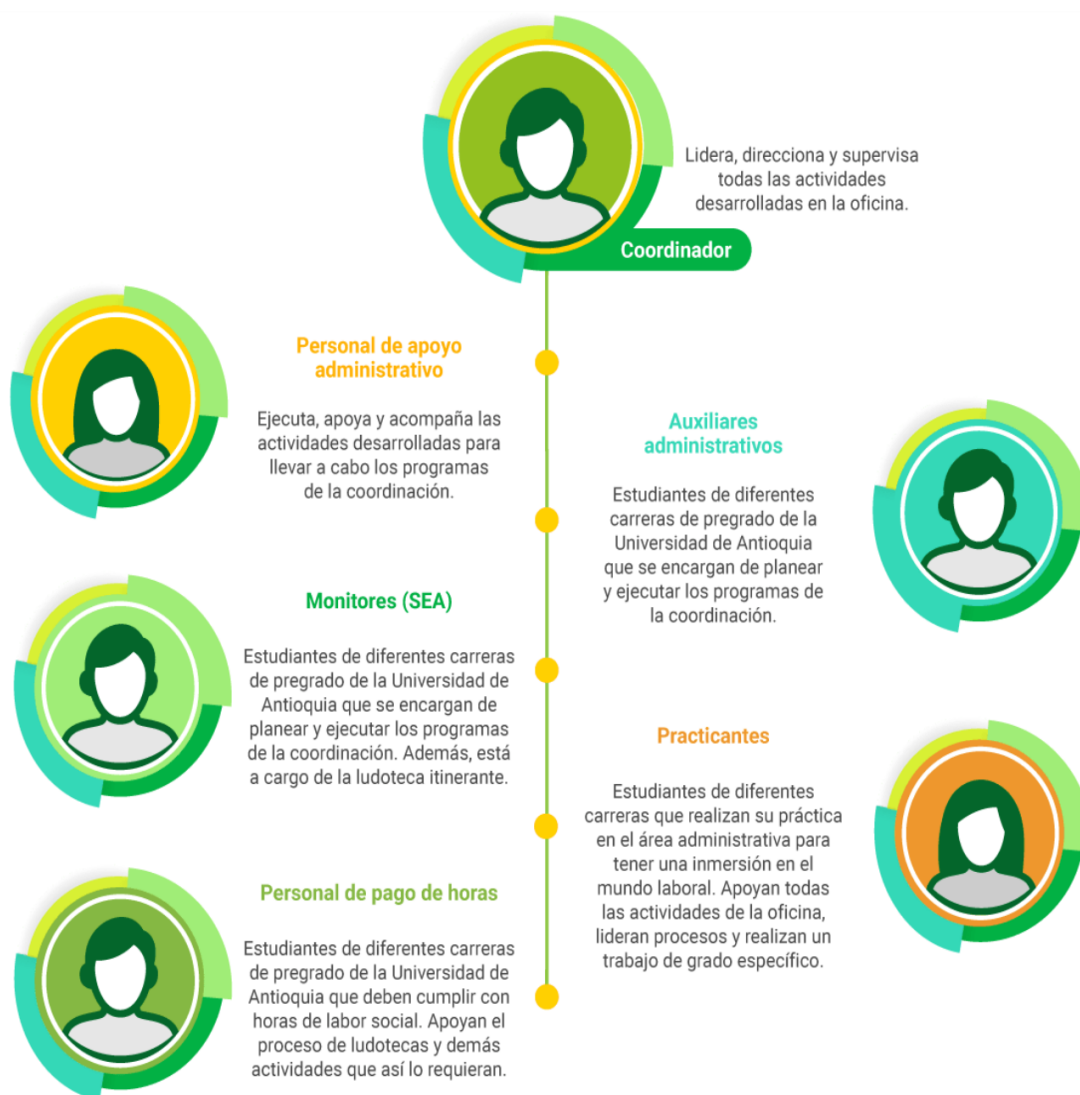 Lidera, direcciona y supervisa
todas las actividades
desarrolladas en la oficina.
Coordinador
Personal de apoyo
administrativo
Ejecuta, apoya y acompaña las
actividades desarrolladas para
llevar a cabo los programas
de la coordinación.
Auxiliares
administrativos
Estudiantes de diferentes
carreras de pregrado de la
Universidad de Antioquia
que se encargan de planear
y ejecutar los programas de
la coordinación.
Monitores (SEA)
Estudiantes de diferentes carreras
de pregrado de la Universidad de
Antioquia que se encargan de
planear y ejecutar los programas
de la coordinación. Además, está
a cargo de la ludoteca itinerante.
Practicantes
Estudiantes de diferentes
carreras que realizan su práctica
en el área administrativa para
tener una inmersión en el
mundo laboral. Apoyan todas
las actividades de la oficina,
lideran procesos y realizan un
trabajo de grado específico.
Personal de pago de horas
Estudiantes de diferentes carreras
de pregrado de la Universidad de
Antioquia que deben cumplir con
horas de labor social. Apoyan el
proceso de ludotecas y demás
actividades que así lo requieran.